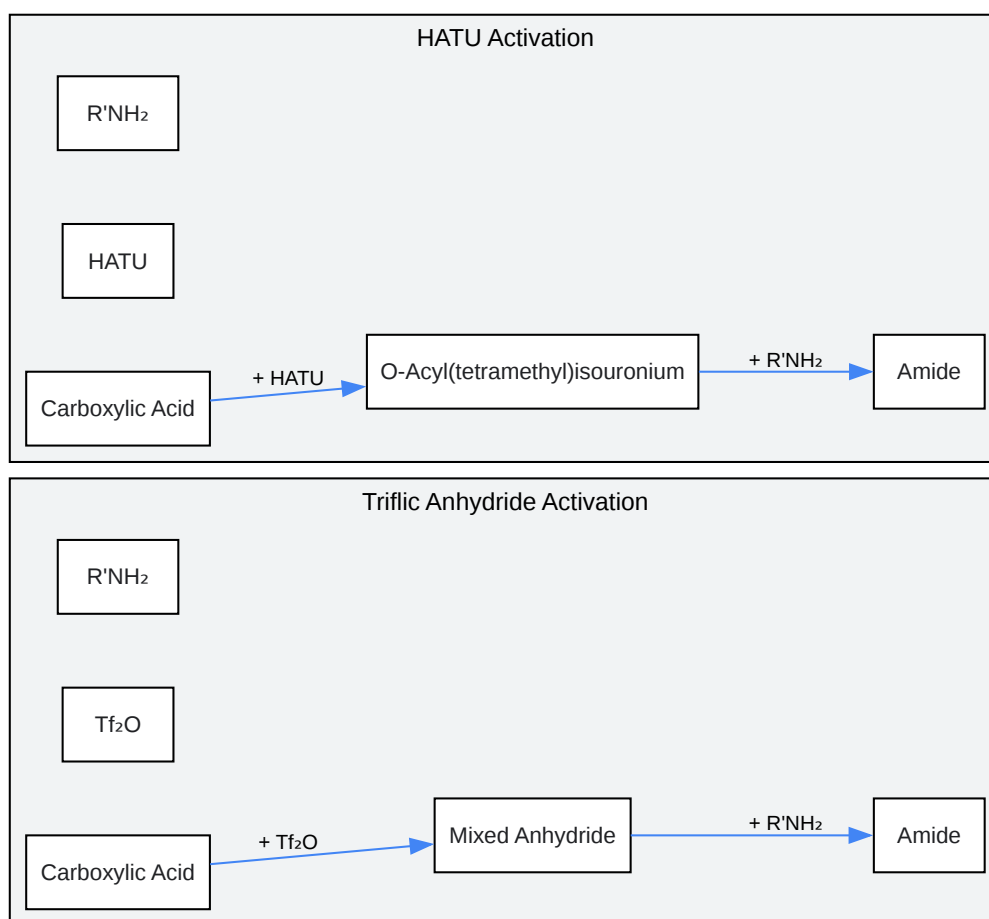 HATU Activation
R'NH₂
HATU
O-Acyl(tetramethyl)isouronium
+ R'NH₂
Amide
+ HATU
Carboxylic Acid
Triflic Anhydride Activation
R'NH₂
Tf₂O
Mixed Anhydride
+ R'NH₂
Amide
+ Tf₂O
Carboxylic Acid